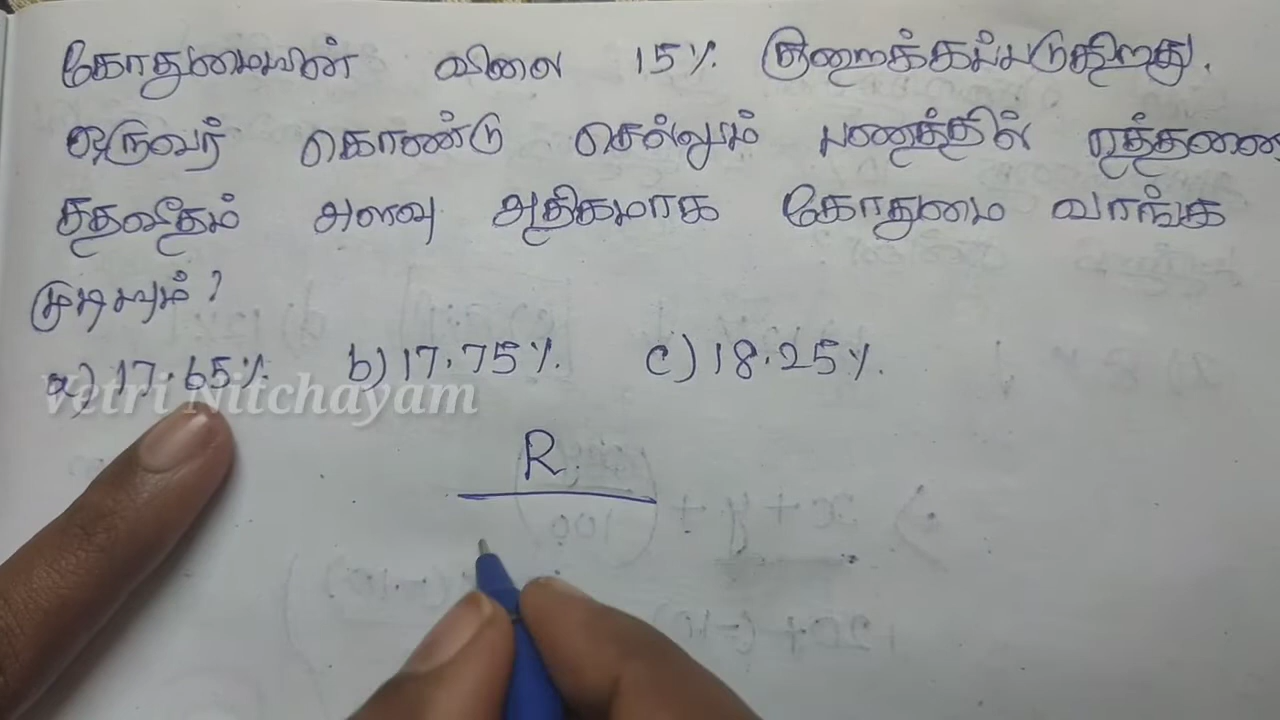 கோதுமையின் விலை 15% குறைக்கப்படுகிறது.
ஒருவர் கொண்டு செல்லும் பணத்தில் எத்தனை
சதவீதம் அளவு அதிகமாக கோதுமை வாங்க
முடியும்?
a) 17.65% b) 17.75% c) 18.25%
Vetri Nitchayam
R